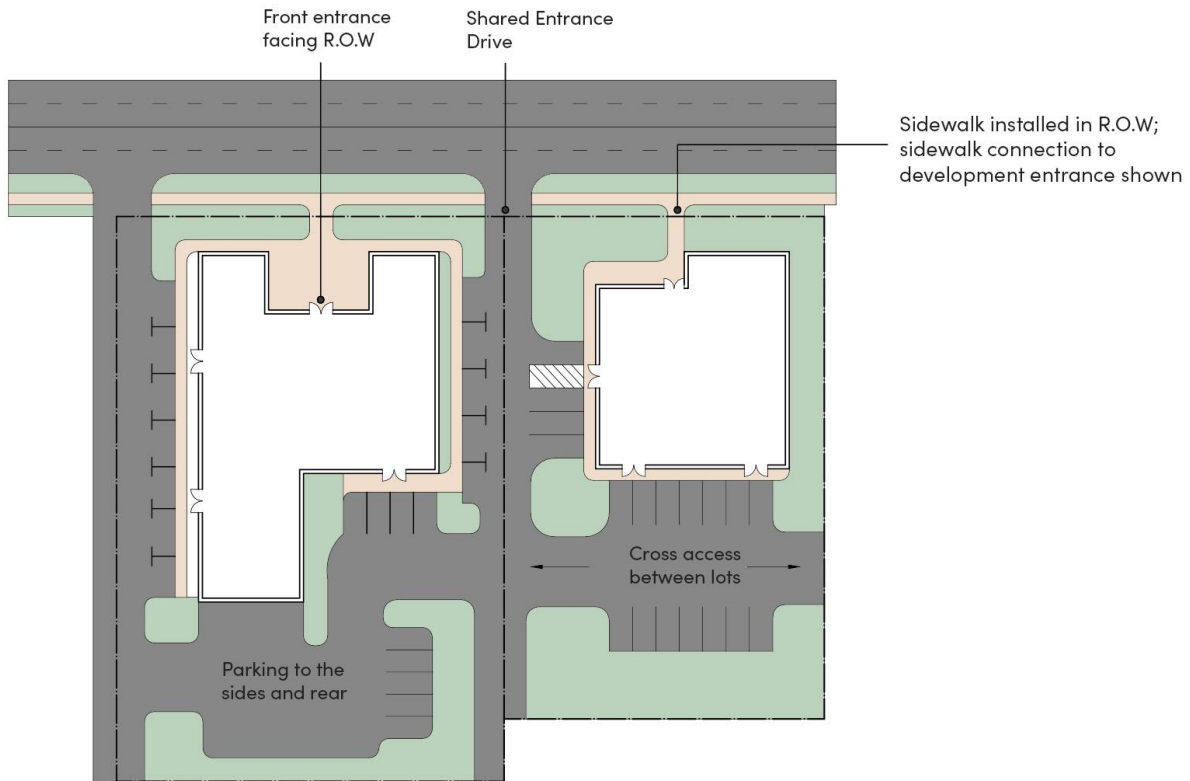 Front entrance
facing R.O.W
Shared Entrance
Drive
Sidewalk installed in R.O.W;
sidewalk connection to
development entrance shown
Cross access
between lots
Parking to the
sides and rear